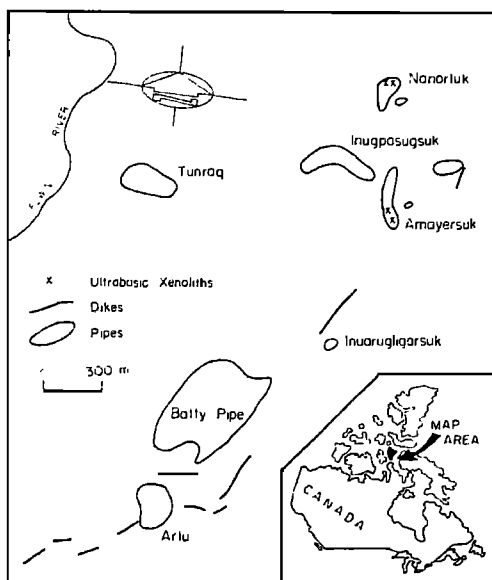 Nanorluk
Inugpasugsuk
RIVER
Tunraq
Amayersuk
x Ultrabasic Xenoliths
Dikes
Pipes
Inuarugligarsuk
300 m
Batty Pipe
MAP
AREA
CANADA
Arlu